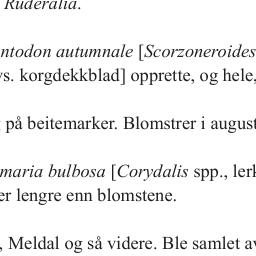 Ruderalia.
ntodon autumnale [Scorzoneroides
vs. korgdekkblad] opprette, og hele,
på beitemarker. Blomstrer i august
maria bulbosa [Corydalis spp., lerk
er lengre enn blomstene.
, Meldal og så videre. Ble samlet av